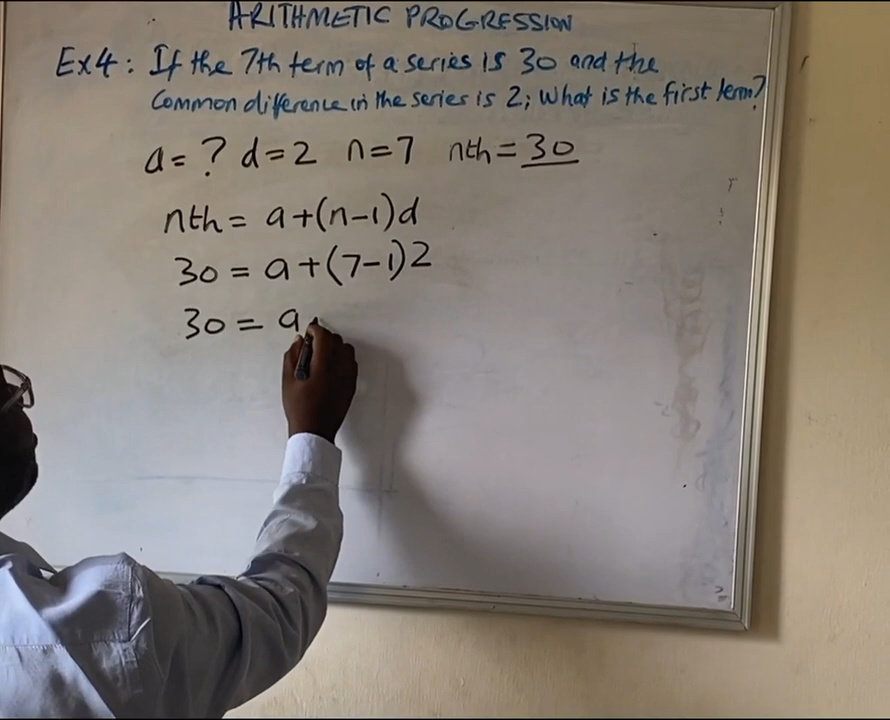 ARITHMETIC PROGRESSION
Ex4: If the 7th term of a series is 30 and the
Common difference in the series is 2; What is the first term?
a = ? d = 2 n = 7 nth = 30
nth = a + (n-1)d
30 = a + (7-1)2
30 = a